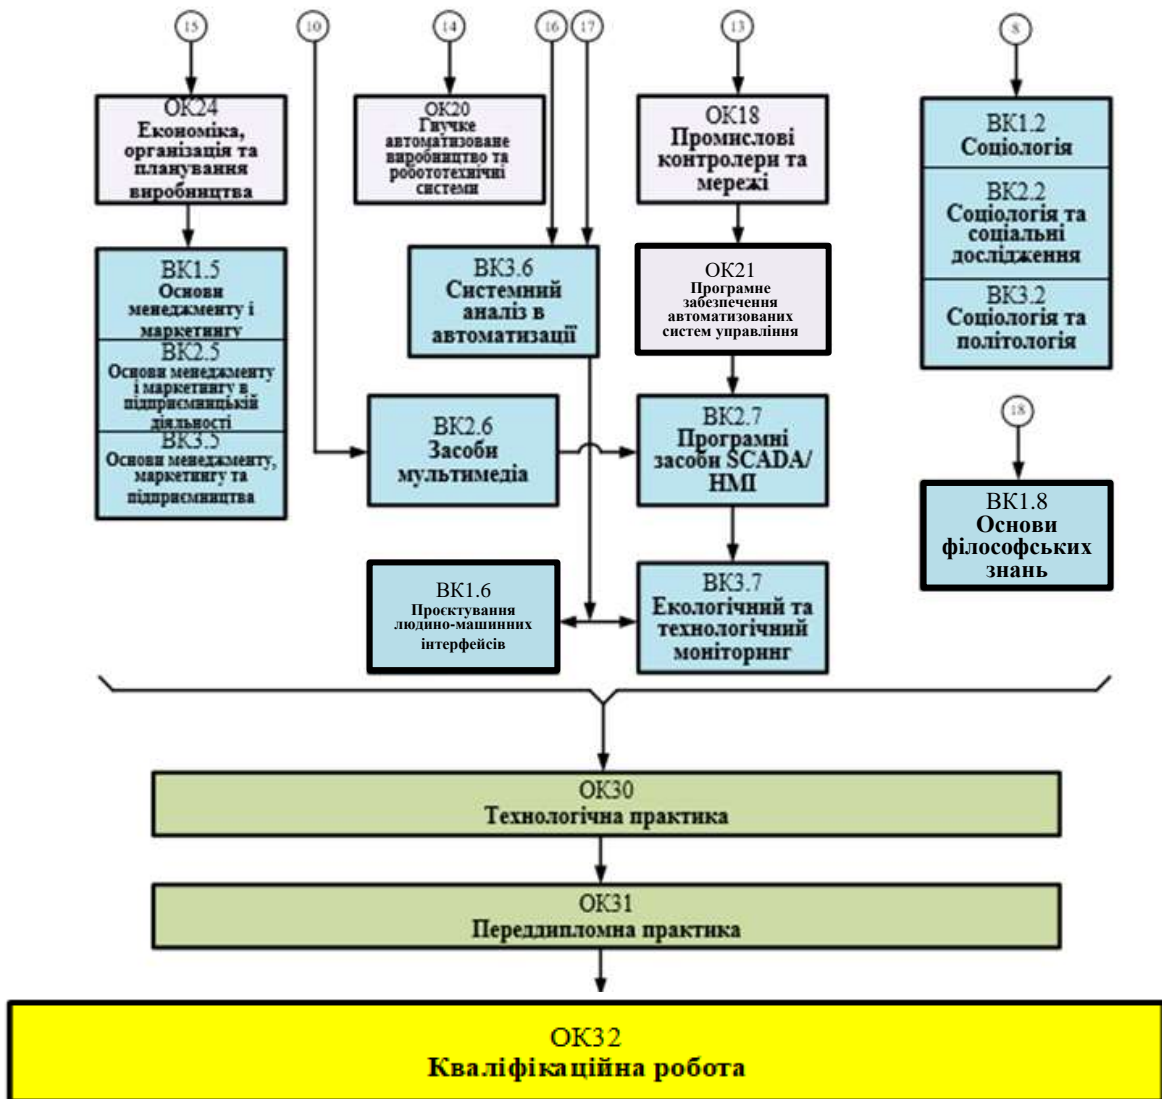 15
10
14
16
17
13
8
ОК24
Економіка,
організація та
планування
виробництва
ОК20
Гнучке
автоматизоване
виробництво та
робототехнічні
системи
ОК18
Промислові
контролери та
мережі
ВК1.2
Соціологія
ВК2.2
Соціологія та
соціальні
дослідження
ВК3.2
Соціологія та
політологія
ВК1.5
Основи
менеджменту і
маркетингу
ВК2.5
Основи менеджменту
і маркетингу в
підприємницькій
діяльності
ВК3.5
Основи менеджменту,
маркетингу та
підприємництва
ВК3.6
Системний
аналіз в
автоматизації
ОК21
Програмне
забезпечення
автоматизованих
систем управління
ВК2.6
Засоби
мультимедіа
ВК2.7
Програмні
засоби SCADA/
HMI
18
ВК1.8
Основи
філософських
знань
ВК1.6
Проєктування
людино-машинних
інтерфейсів
ВК3.7
Екологічний та
технологічний
моніторинг
ОК30
Технологічна практика
ОК31
Переддипломна практика
ОК32
Кваліфікаційна робота